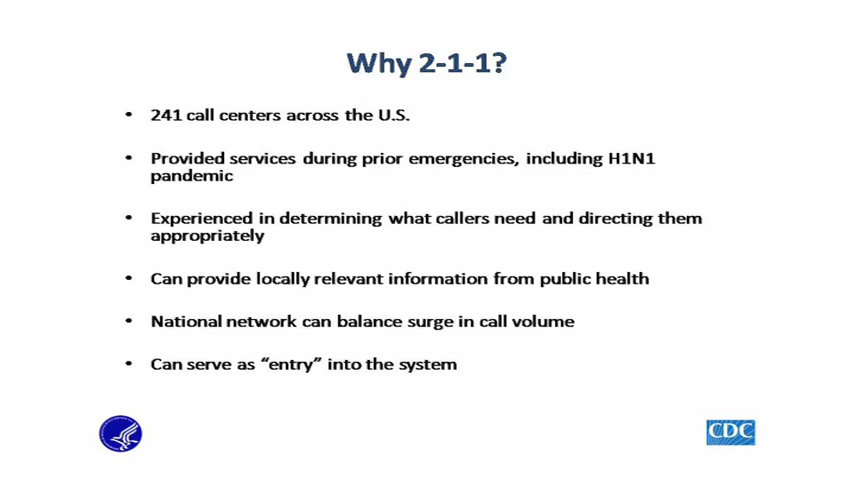 Why 2-1-1?
• 241 call centers across the U.S.
• Provided services during prior emergencies, including H1N1
pandemic
• Experienced in determining what callers need and directing them
appropriately
• Can provide locally relevant information from public health
• National network can balance surge in call volume
• Can serve as “entry” into the system
CDC